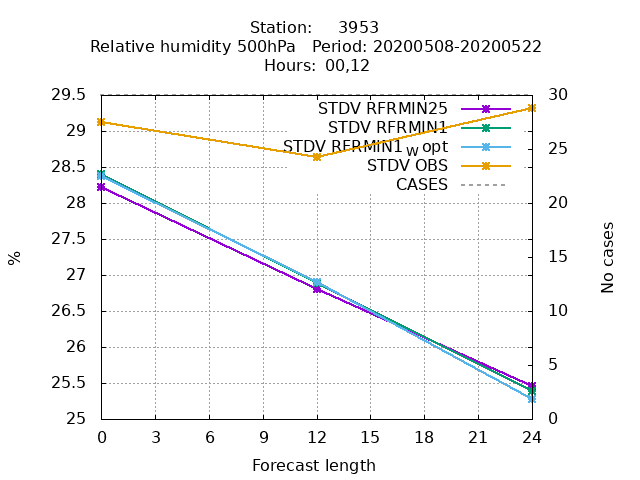 Station: 3953
Relative humidity 500hPa Period: 20200508-20200522
Hours: 00,12
29.5
29
28.5
28
27.5
27
26.5
26
25.5
25
%
STDV RFRMIN25
STDV RFRMIN1
STDV RFRMIN1_w opt
STDV OBS
CASES
30
25
20
15
10
5
0
No cases
0 3 6 9 12 15 18 21 24
Forecast length